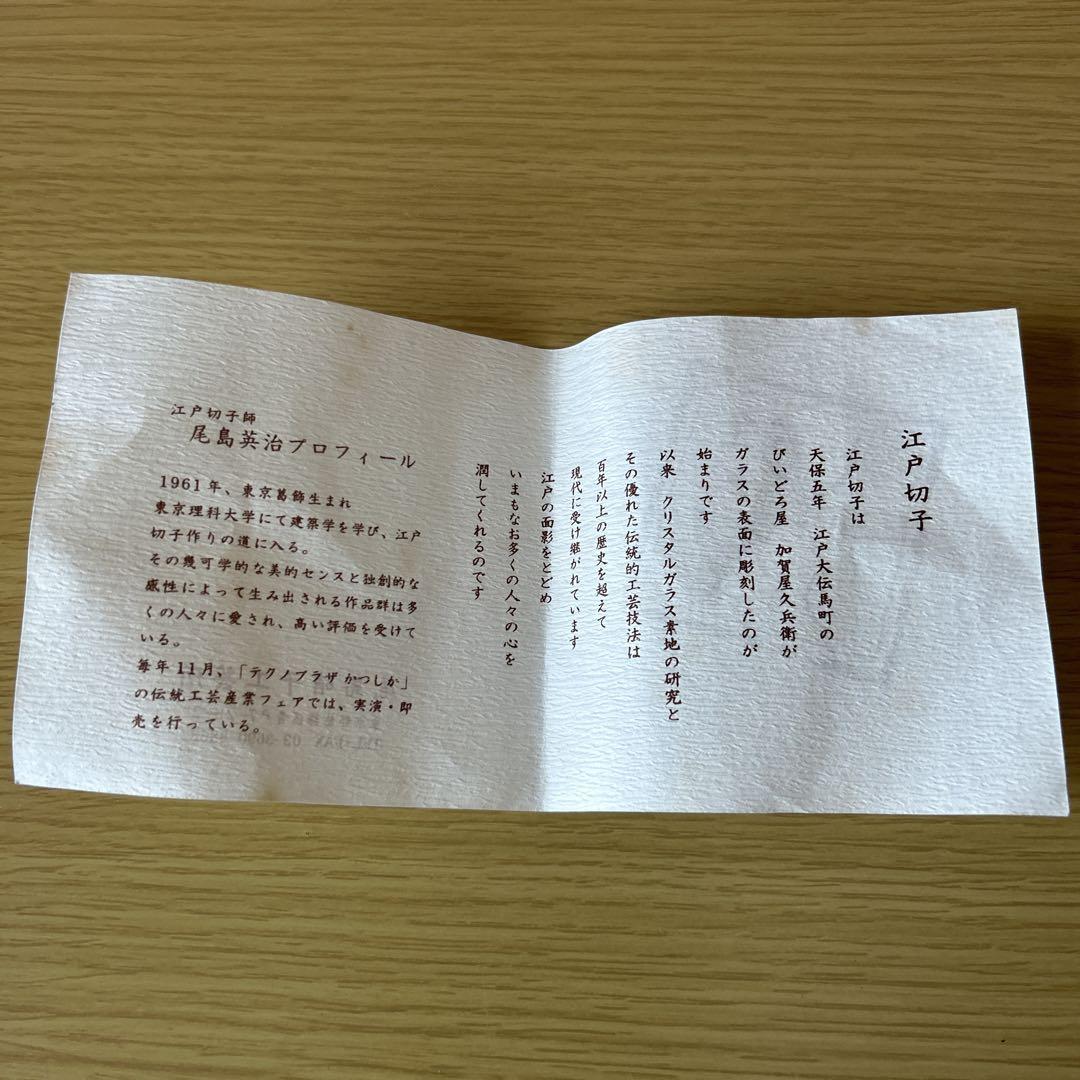 江戸切子
江戸切子は
天保五年　江戸大伝馬町の
びいどろ屋　加賀屋久兵衛が
ガラスの表面に彫刻したのが
始まりです
以来　クリスタルガラス素地の研究と
その優れた伝統的工芸技法は
百年以上の歴史を超えて
現代に受け継がれています
江戸の面影をとどめ
いまもなお多くの人々の心を
潤してくれるのです
江戸切子師
尾島英治プロフィール
1961年、東京葛飾生まれ
東京理科大学にて建築学を学び、江戸
切子作りの道に入る。
その幾可学的な美的センスと独創的な
感性によって生み出される作品群は多
くの人々に愛され、高い評価を受けて
いる。
毎年11月、「テクノプラザかつしか」
の伝統工芸産業フェアでは、実演・即
売を行っている。